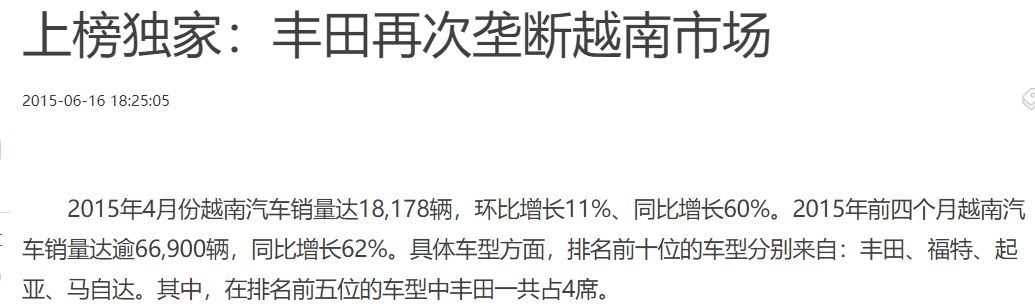 上榜独家：丰田再次垄断越南市场
2015-06-16 18:25:05
2015年4月份越南汽车销量达18,178辆，环比增长11%、同比增长60%。2015年前四个月越南汽
车销量达逾66,900辆，同比增长62%。具体车型方面，排名前十位的车型分别来自：丰田、福特、起
亚、马自达。其中，在排名前五位的车型中丰田一共占4席。